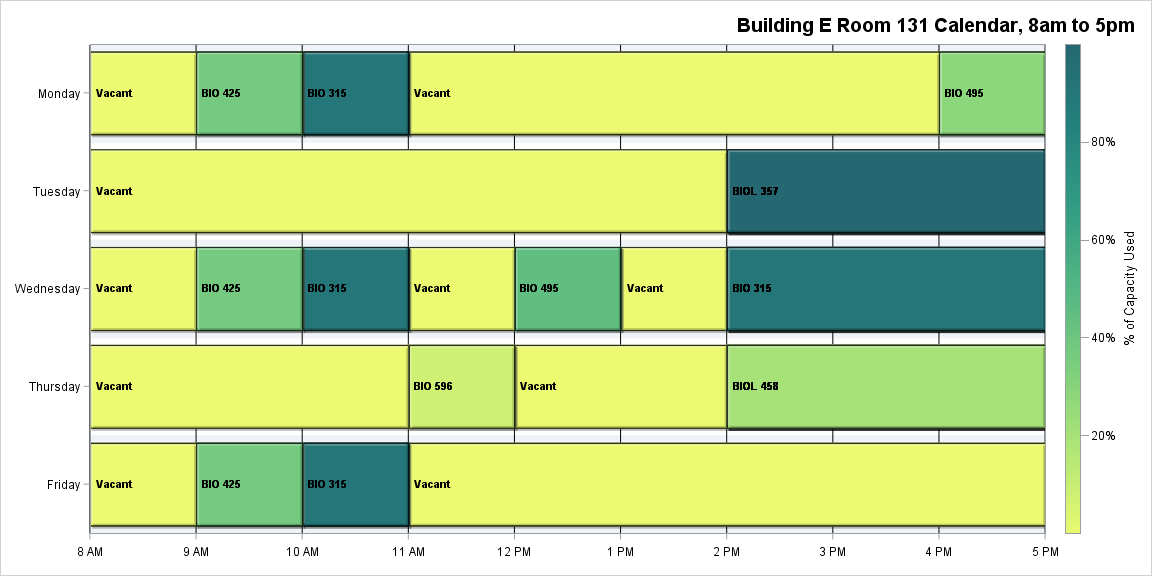 Building E Room 131 Calendar, 8am to 5pm
Monday
Vacant
BIO 425
BIO 315
Vacant
BIO 495
Tuesday
Vacant
BIOL 357
Wednesday
Vacant
BIO 425
BIO 315
Vacant
BIO 495
Vacant
BIO 315
Thursday
Vacant
BIO 596
Vacant
BIOL 458
Friday
Vacant
BIO 425
BIO 315
Vacant
8 AM
9 AM
10 AM
11 AM
12 PM
1 PM
2 PM
3 PM
4 PM
5 PM
80%
60%
40%
20%
% of Capacity Used